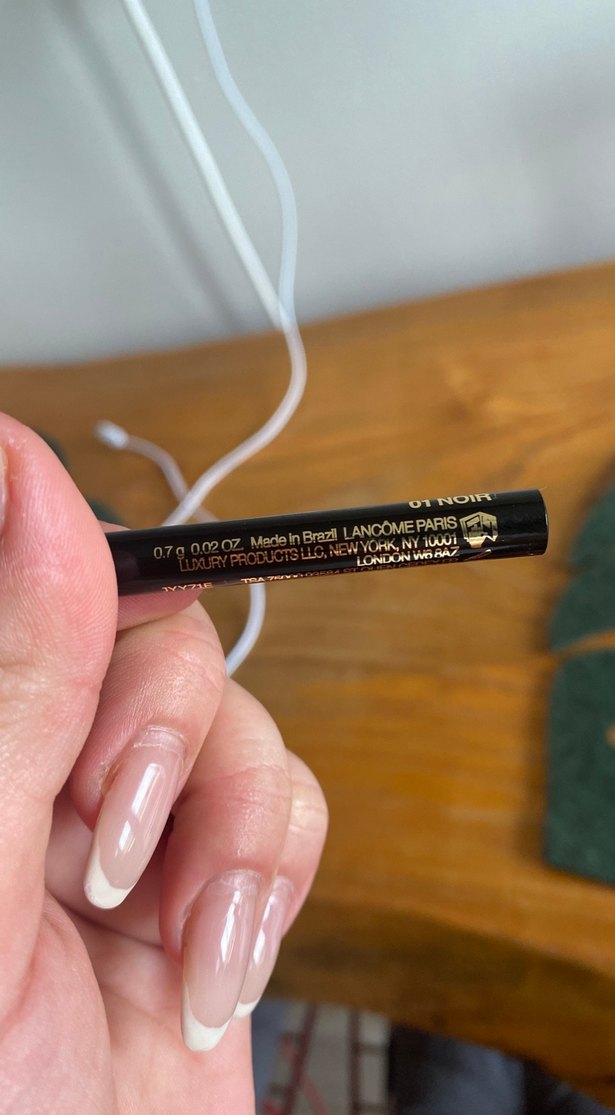 01 NOIR
0.7 g 0.02 OZ. Made in Brazil LANCÔME PARIS
LUXURY PRODUCTS LLC, NEW YORK, NY 10001
LONDON W6 8AZ